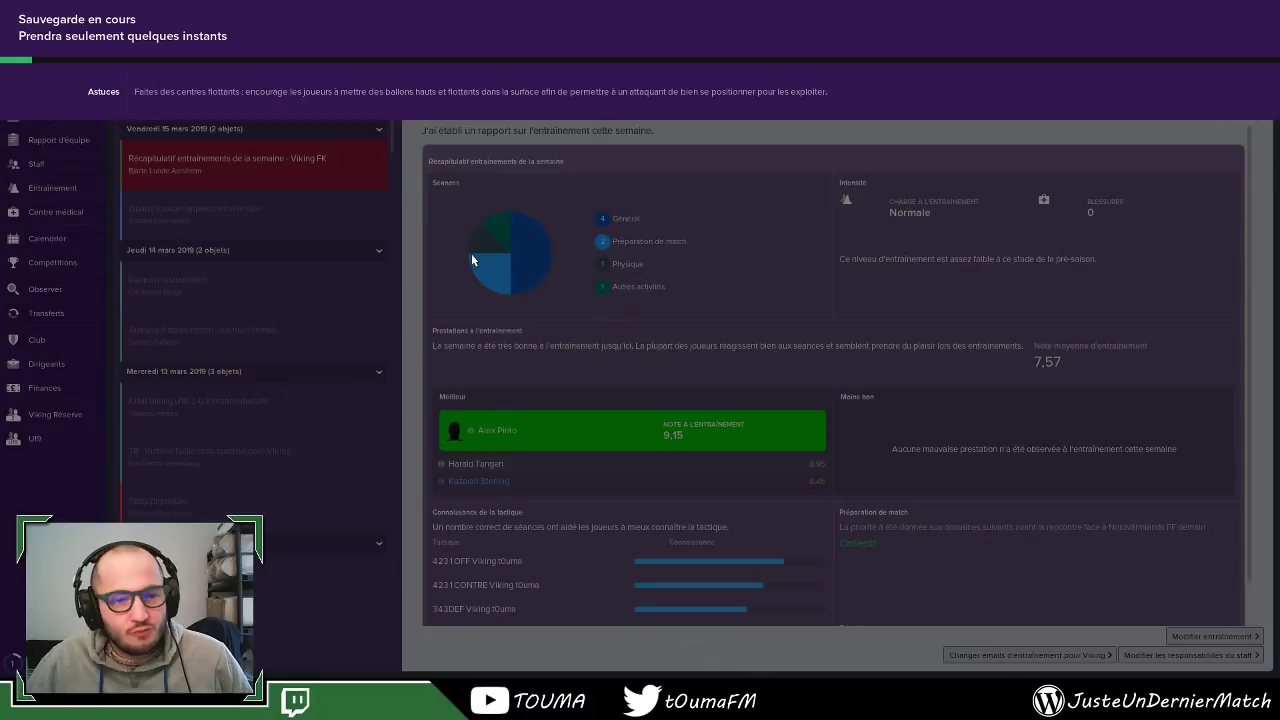 Sauvegarde en cours
Prendra seulement quelques instants
Astuces
Faites des centres flottants : encourage les joueurs à mettre des ballons hauts et flottants dans la surface afin de permettre à un attaquant de bien se positionner pour les exploiter.
Rapport d'équipe
Staff
Entraînement
Centre médical
Calendrier
Compétitions
Observer
Transferts
Club
Dirigeants
Finances
Viking Réserve
U19
Vendredi 15 mars 2019 (2 objets)
Récapitulatif entraînements de la semaine - Viking FK
Bjarte Lunde Aarsheim
Jeudi 14 mars 2019 (2 objets)
Réunion recrutement
Mercredi 13 mars 2019 (3 objets)
Tests physiques
J'ai établi un rapport sur l'entraînement cette semaine.
Récapitulatif entraînements de la semaine
Séances
4 Général
2 Préparation de match
1 Physique
1 Autres activités
Intensité
CHARGE À L'ENTRAÎNEMENT
Normale
BLESSURES
0
Ce niveau d'entraînement est assez faible à ce stade de la pré-saison.
Prestations à l'entraînement
La semaine a été très bonne à l'entraînement jusqu'ici. La plupart des joueurs réagissent bien aux séances et semblent prendre du plaisir lors des entraînements.
Note moyenne d'entraînement
7,57
Meilleur
Alex Pinto
NOTE À L'ENTRAÎNEMENT
9,15
Harald Tangen
8,95
Kazaiah Sterling
8,45
Moins bon
Aucune mauvaise prestation n'a été observée à l'entraînement cette semaine
Connaissance de la tactique
Un nombre correct de séances ont aidé les joueurs à mieux connaître la tactique.
Tactique
Connaissance
4231 OFF Viking t0uma
4231 CONTRE Viking t0uma
343DEF Viking t0uma
Préparation de match
La priorité a été donnée aux domaines suivants avant la rencontre face à Nordvärmlands FF demain :
Collectif
Modifier entraînement
Changer emails d'entraînement pour Viking
Modifier les responsabilités du staff
1
TOUMA
tOumaFM
JusteUnDernierMatch